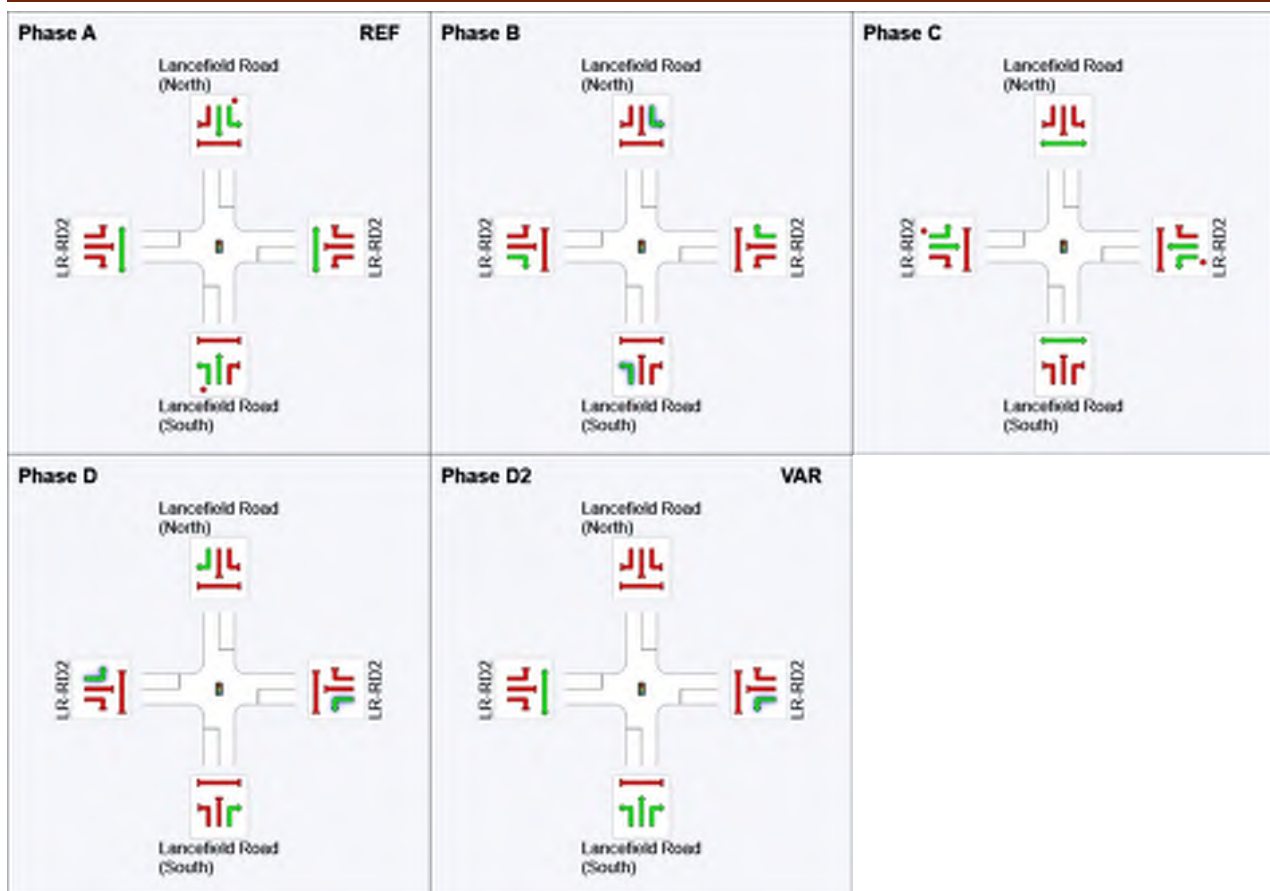 Phase A
REF
Lancefield Road
(North)
LR-RD2
LR-RD2
Lancefield Road
(South)
Phase B
Lancefield Road
(North)
LR-RD2
LR-RD2
Lancefield Road
(South)
Phase C
Lancefield Road
(North)
LR-RD2
LR-RD2
Lancefield Road
(South)
Phase D
Lancefield Road
(North)
LR-RD2
LR-RD2
Lancefield Road
(South)
Phase D2
VAR
Lancefield Road
(North)
LR-RD2
LR-RD2
Lancefield Road
(South)